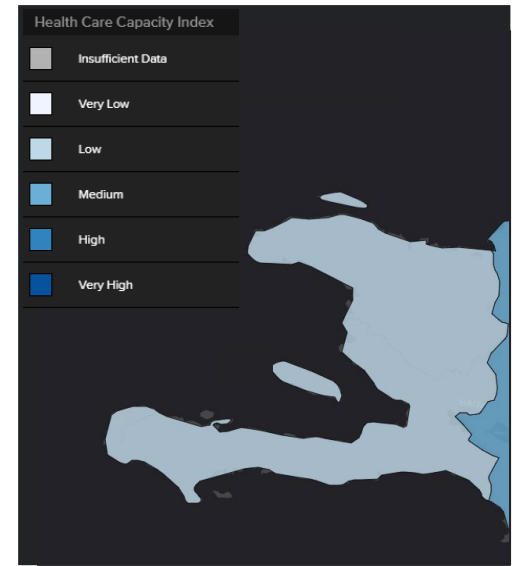 Health Care Capacity Index
Insufficient Data
Very Low
Low
Medium
High
Very High